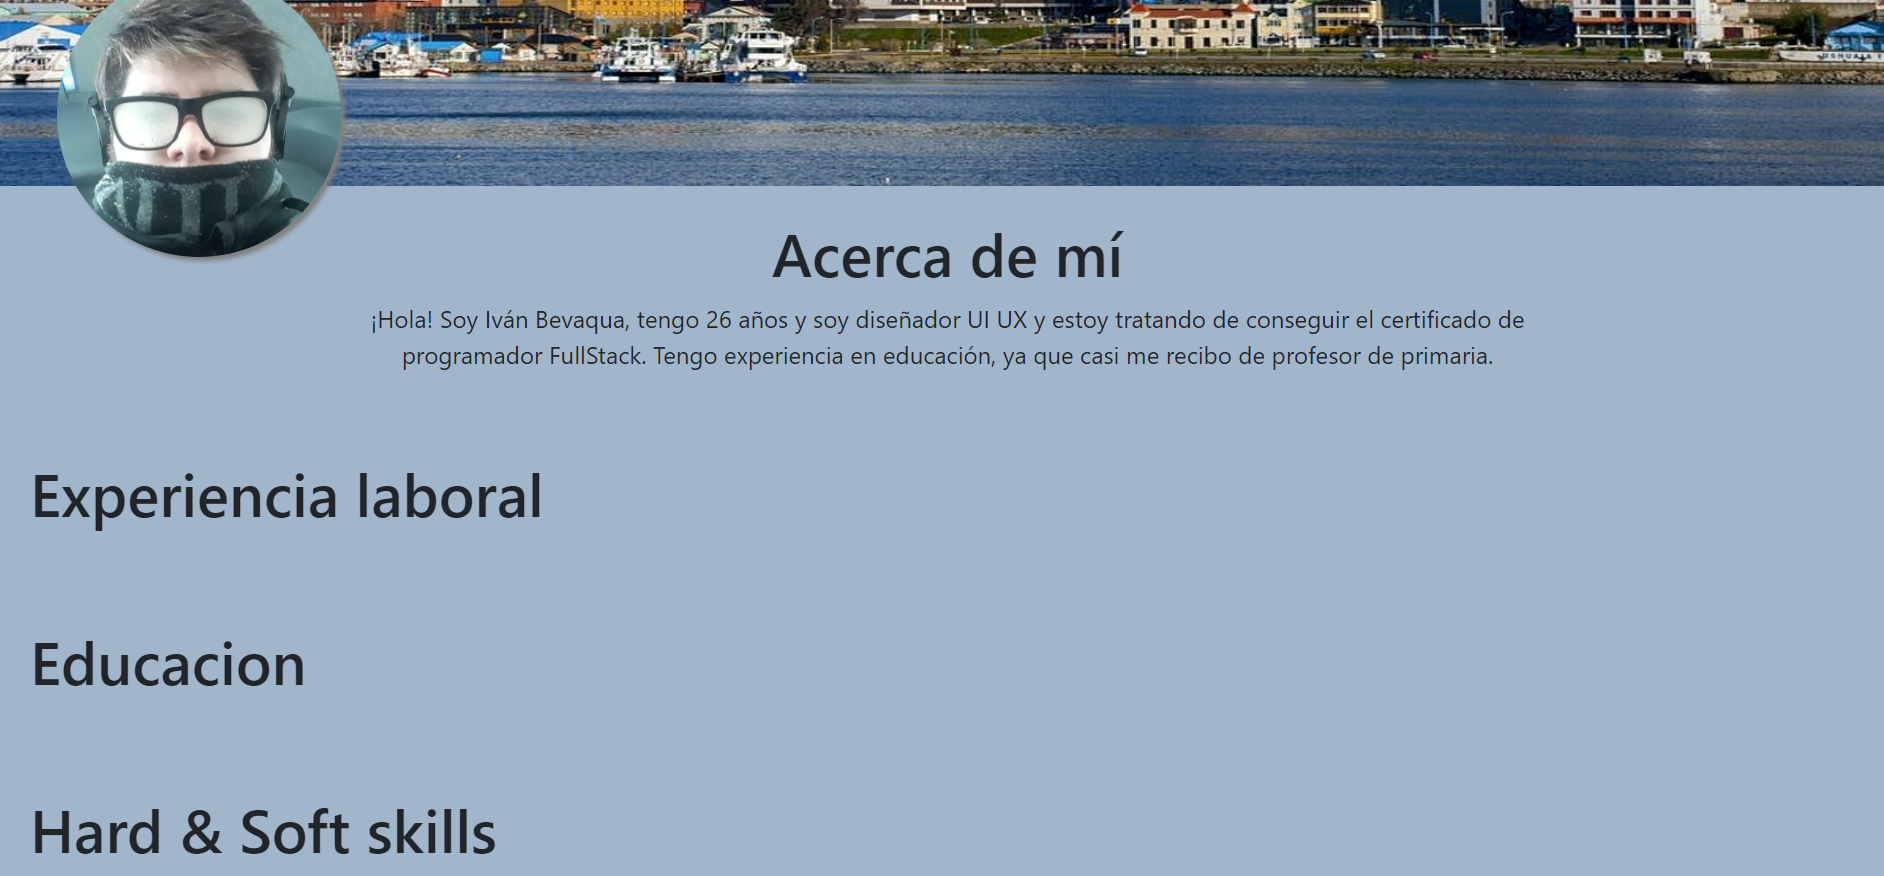 Acerca de mí
¡Hola! Soy Iván Bevaqua, tengo 26 años y soy diseñador UI UX y estoy tratando de conseguir el certificado de
programador FullStack. Tengo experiencia en educación, ya que casi me recibo de profesor de primaria.
Experiencia laboral
Educacion
Hard & Soft skills